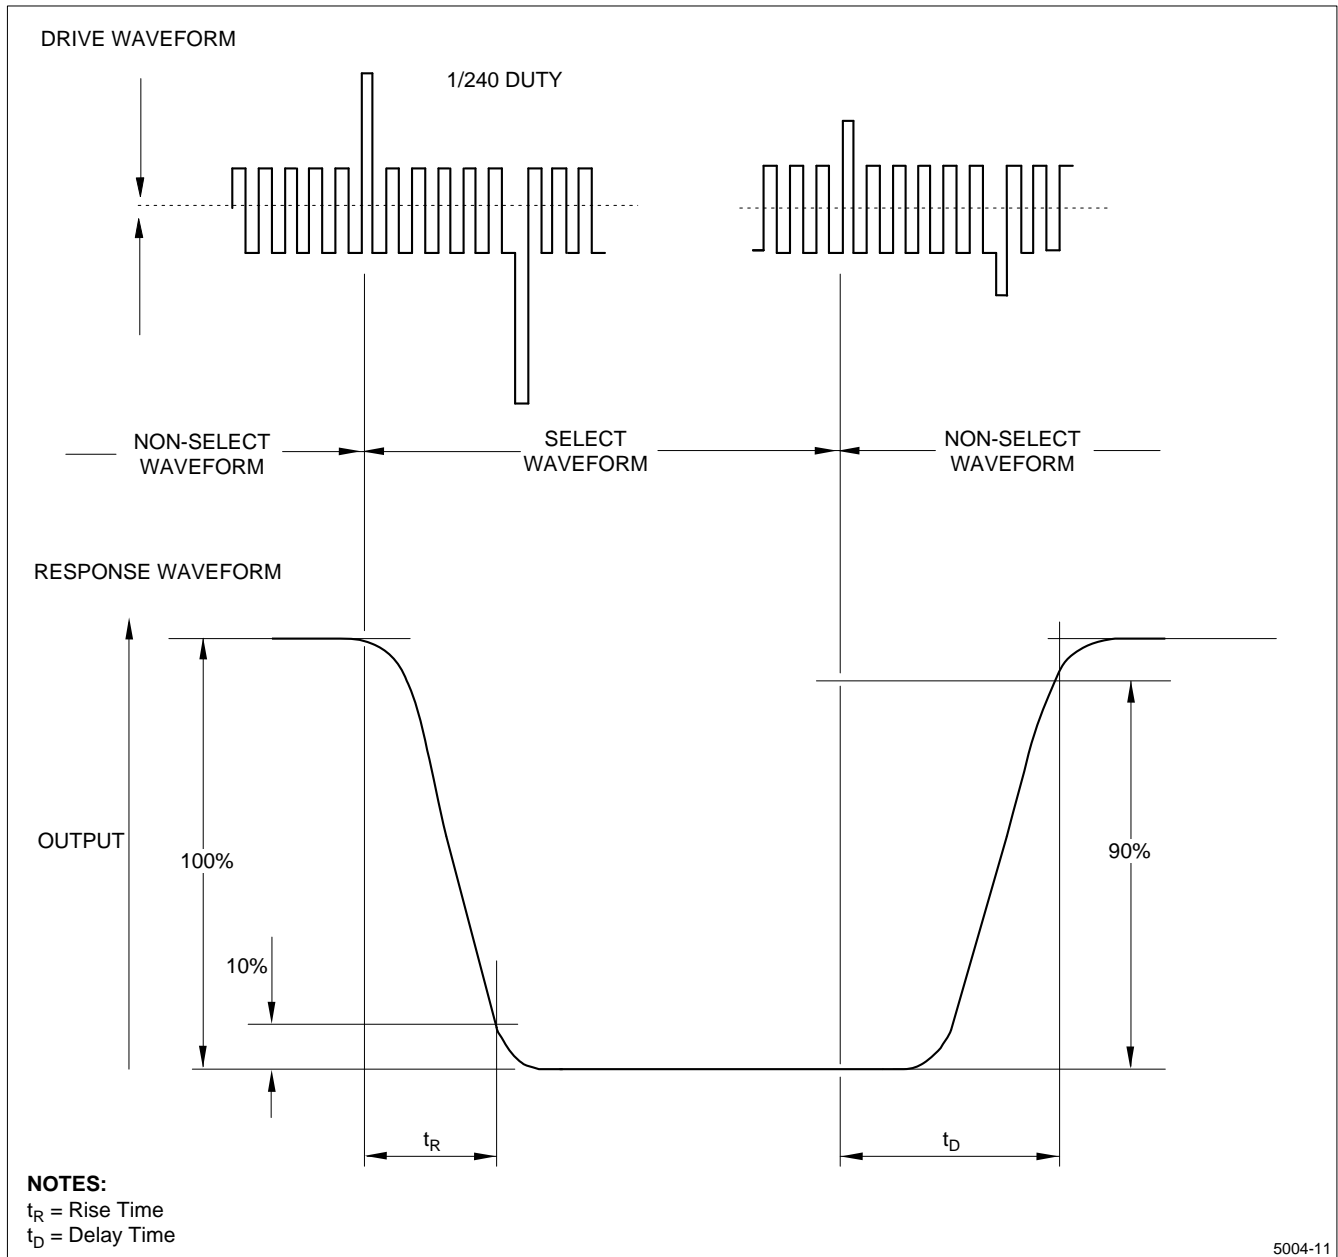 DRIVE WAVEFORM
1/240 DUTY
NON-SELECT
WAVEFORM
SELECT
WAVEFORM
NON-SELECT
WAVEFORM
RESPONSE WAVEFORM
OUTPUT
100%
90%
10%
tR
tD
NOTES:
tR = Rise Time
tD = Delay Time
5004-11